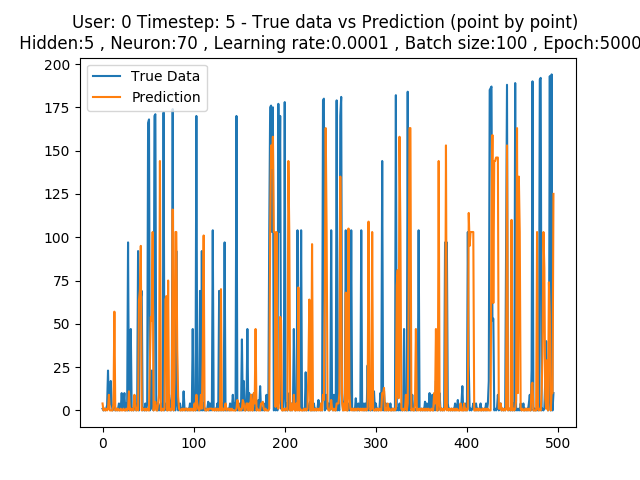 User: 0 Timestep: 5 - True data vs Prediction (point by point)
Hidden:5 , Neuron:70 , Learning rate:0.0001 , Batch size:100 , Epoch:5000
200
175
150
125
100
75
50
25
0
True Data
Prediction
0 100 200 300 400 500